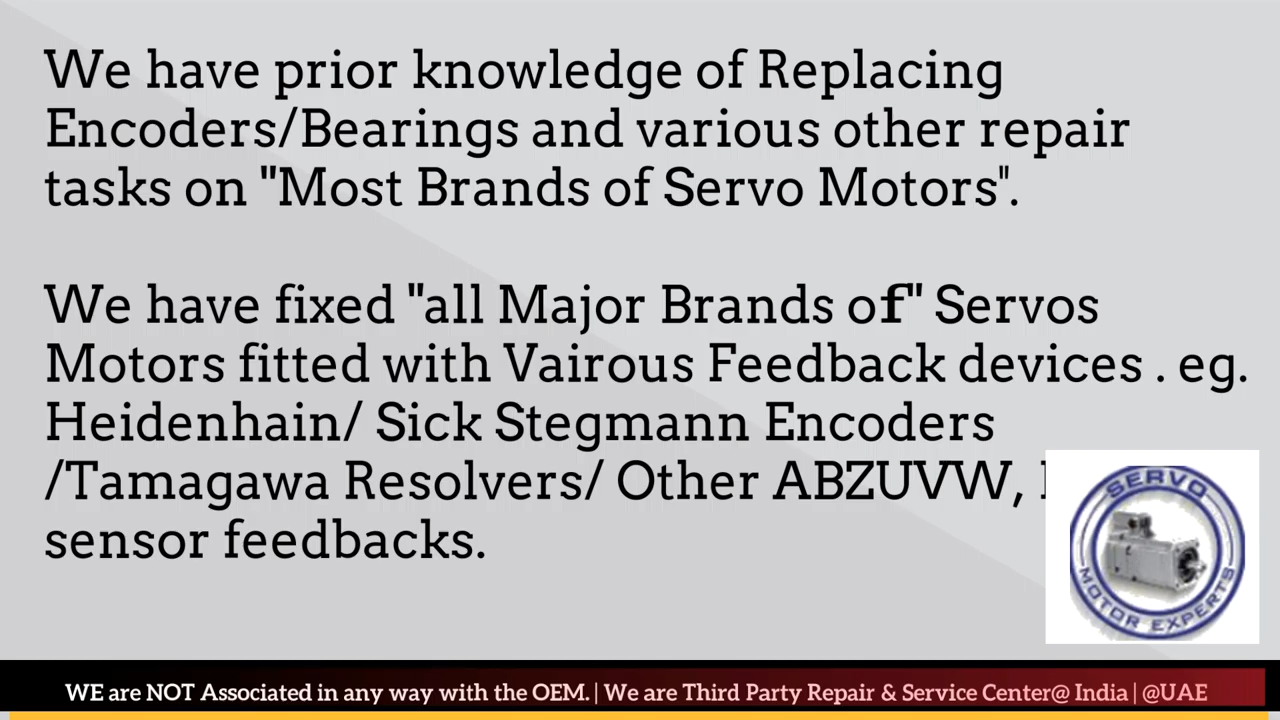 We have prior knowledge of Replacing
Encoders/Bearings and various other repair
tasks on "Most Brands of Servo Motors".
We have fixed "all Major Brands of" Servos
Motors fitted with Vairous Feedback devices . eg.
Heidenhain/ Sick Stegmann Encoders
/Tamagawa Resolvers/ Other ABZUVW,
sensor feedbacks.
SERVO
MOTOR EXPERTS
WE are NOT Associated in any way with the OEM. | We are Third Party Repair & Service Center@ India | @UAE